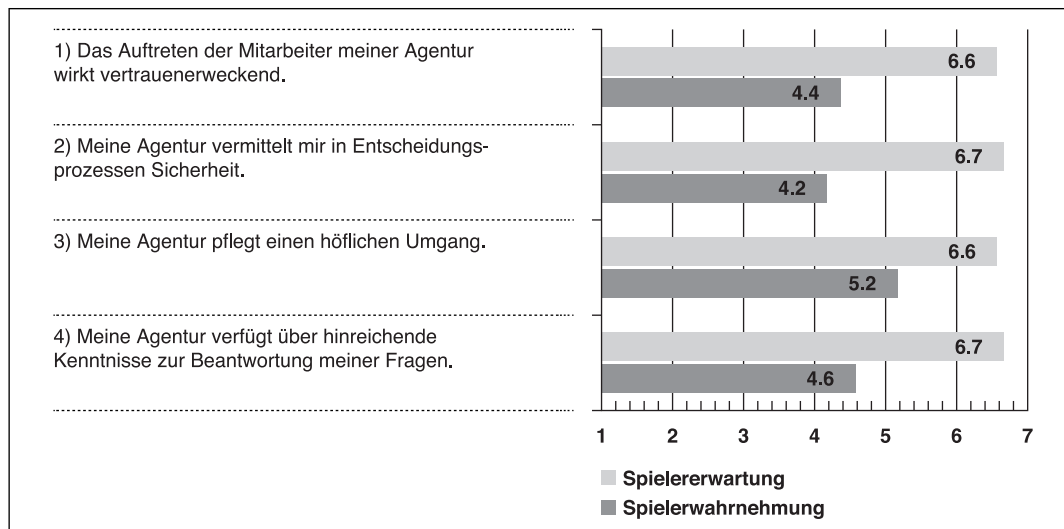 1) Das Auftreten der Mitarbeiter meiner Agentur
wirkt vertrauenerweckend.
6.6
4.4
2) Meine Agentur vermittelt mir in Entscheidungs-
prozessen Sicherheit.
6.7
4.2
3) Meine Agentur pflegt einen höflichen Umgang.
6.6
5.2
4) Meine Agentur verfügt über hinreichende
Kenntnisse zur Beantwortung meiner Fragen.
6.7
4.6
1 2 3 4 5 6 7
Spielererwartung
Spielerwahrnehmung